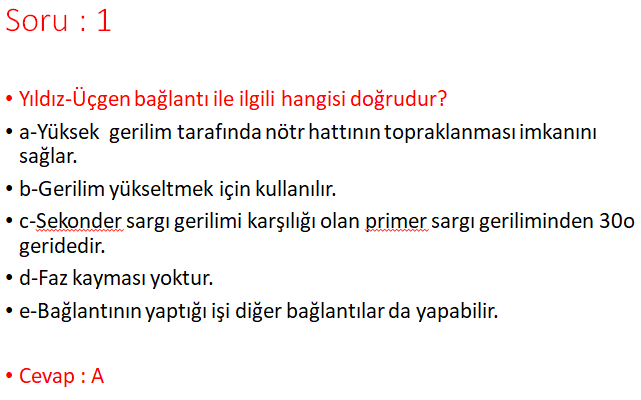 Soru : 1
• Yıldız-Üçgen bağlantı ile ilgili hangisi doğrudur?
• a-Yüksek gerilim tarafında nötr hattının topraklanması imkanını
sağlar.
• b-Gerilim yükseltmek için kullanılır.
• c-Sekonder sargı gerilimi karşılığı olan primer sargı geriliminden 30o
geridedir.
• d-Faz kayması yoktur.
• e-Bağlantının yaptığı işi diğer bağlantılar da yapabilir.
• Cevap : A